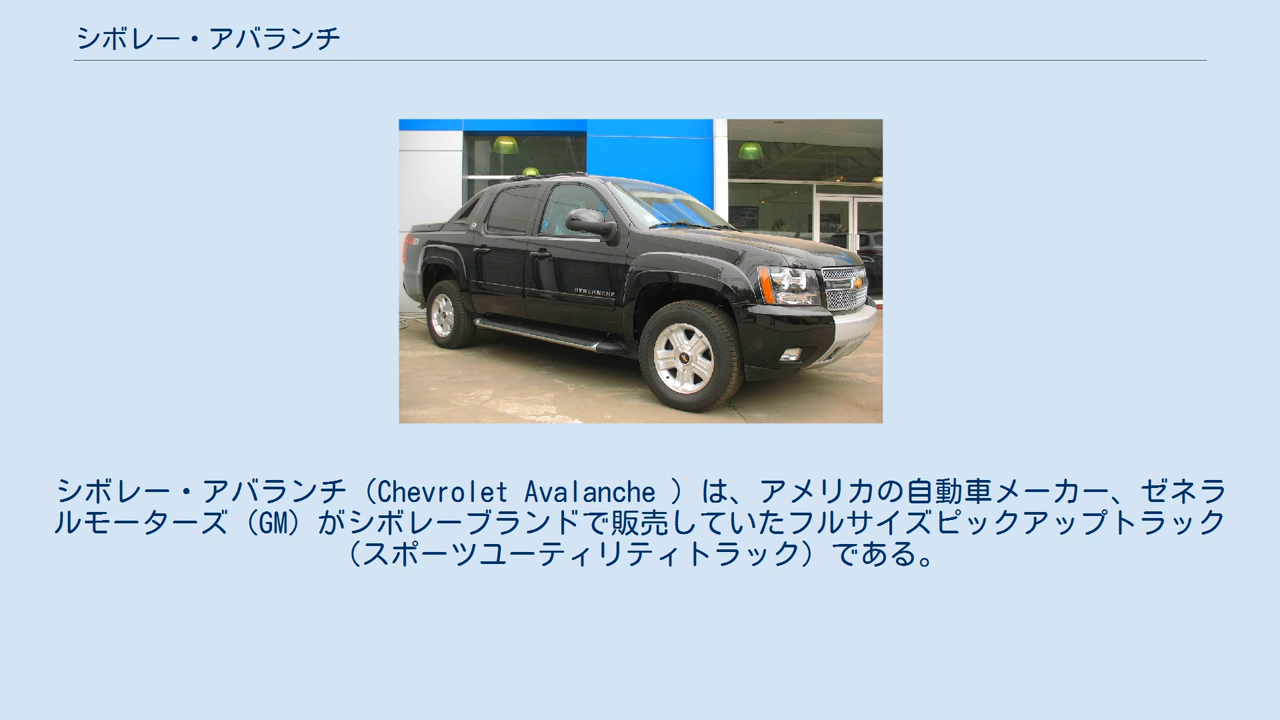 シボレー・アバランチ
AVALANCHE
シボレー・アバランチ（Chevrolet Avalanche ）は、アメリカの自動車メーカー、ゼネラ
ルモーターズ（GM）がシボレーブランドで販売していたフルサイズピックアップトラック
（スポーツユーティリティトラック）である。